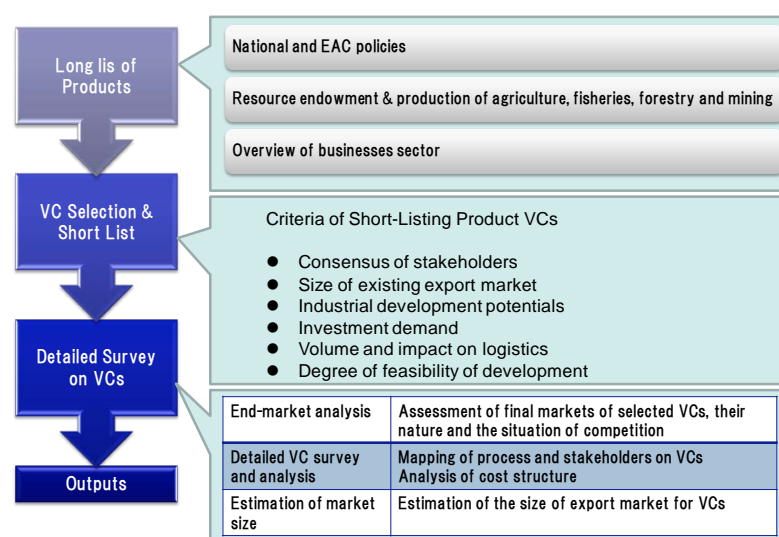 Long lis of
Products
National and EAC policies
Resource endowment & production of agriculture, fisheries, forestry and mining
Overview of businesses sector
VC Selection &
Short List
Criteria of Short-Listing Product VCs
● Consensus of stakeholders
● Size of existing export market
● Industrial development potentials
● Investment demand
● Volume and impact on logistics
● Degree of feasibility of development
Detailed Survey
on VCs
End-market analysis
Assessment of final markets of selected VCs, their
nature and the situation of competition
Detailed VC survey
and analysis
Mapping of process and stakeholders on VCs
Analysis of cost structure
Estimation of market
size
Estimation of the size of export market for VCs
Outputs